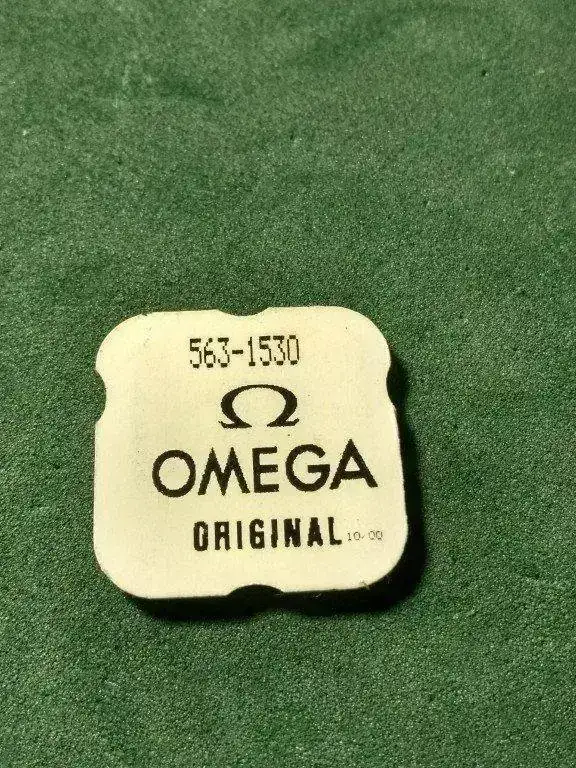 563-1530
Ω
OMEGA
ORIGINAL 10/00